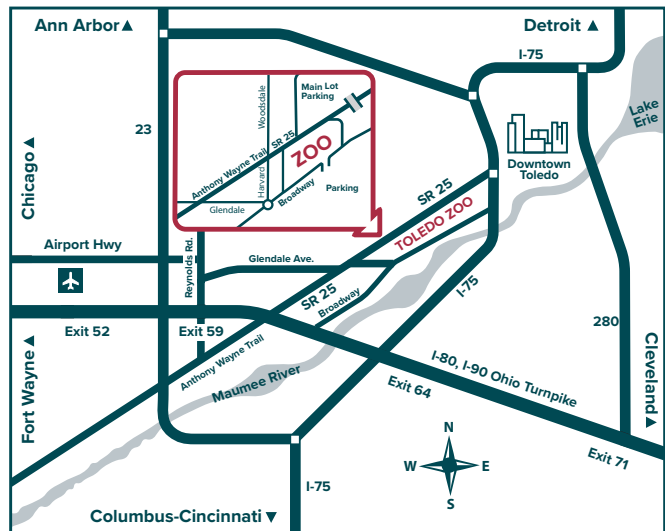 Ann Arbor▲
Detroit ▲
I-75
23
Chicago▲
Woodsdale
Main Lot
Parking
Anthony Wayne Trail
SR 25
ZOO
Harvard
Broadway
Parking
Glendale
Lake
Erie
Downtown
Toledo
SR 25
TOLEDO ZOO
Airport Hwy
Reynolds Rd.
Glendale Ave.
SR 25
Broadway
I-75
Exit 52
Exit 59
280
Cleveland▲
Fort Wayne▲
Anthony Wayne Trail
Maumee River
I-80, I-90 Ohio Turnpike
Exit 64
Exit 71
N
W
E
S
I-75
Columbus-Cincinnati▼